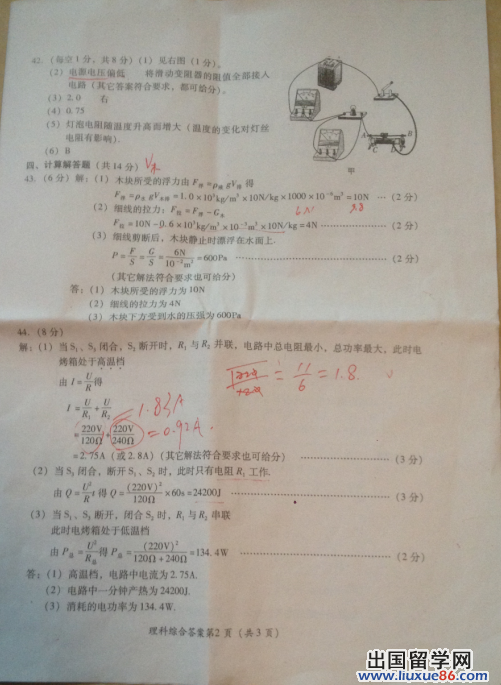 42. (每空1分,共8分)(1)见右图(1分)。
(2)电源电压偏低 将滑动变阻器的阻值全部接入
电路(其它答案符合要求,都可给分)。
(3)2.0 右
(4)0.75
(5)灯泡电阻随温度升高而增大(温度的变化对灯丝
电阻有影响)
(6)B
甲
四、计算解答题(共14分) V木
43. (6分)解:(1)木块所受的浮力由F浮=ρ液gV排得
F浮=ρ水gV木排=1.0×10³kg/m³×10N/kg×1000×10⁻⁶m³=10N ……(2分)
(2)细线的拉力:F拉=F浮-G木 6N
F拉=10N-0.6×10³kg/m³×10⁻³m³×10N/kg=4N ……(2分)
(3)细线剪断后,木块静止时漂浮在水面上.
P=F/S=G/S=6N/10⁻²m²=600Pa ……(2分)
(其它解法符合要求也可给分)
答:(1)木块所受的浮力为10N
(2)细线的拉力为4N
(3)木块下方受到水的压强为600Pa
44. (8分)
解:(1)当S₁、S₃闭合,S₂断开时,R₁与R₂并联,电路中总电阻最小、总功率最大,此时电
烤箱处于高温档
由I=U/R得
I=U/R₁+U/R₂
=220V/120Ω+220V/240Ω
=1.83A
=0.92A.
=11/6=1.8.
=2.75A(或2.8A)(其它解法符合要求也可给分) ……(3分)
(2)当S₃闭合,断开S₁、S₂时,此时只有电阻R₁工作.
由Q=U²/R t得Q=(220V)²/120Ω×60s=24200J ……(3分)
(3)当S₁、S₃断开,闭合S₂时,R₁与R₂串联
此时电烤箱处于低温档
由P总=U²/R总得P总=(220V)²/120Ω+240Ω=134.4W ……(2分)
答:(1)高温档,电路中电流为2.75A.
(2)电路中一分钟产热为24200J.
(3)消耗的电功率为134.4W.
理科综合答案第2页(共3页)
出国留学网
www.liuxue86.com